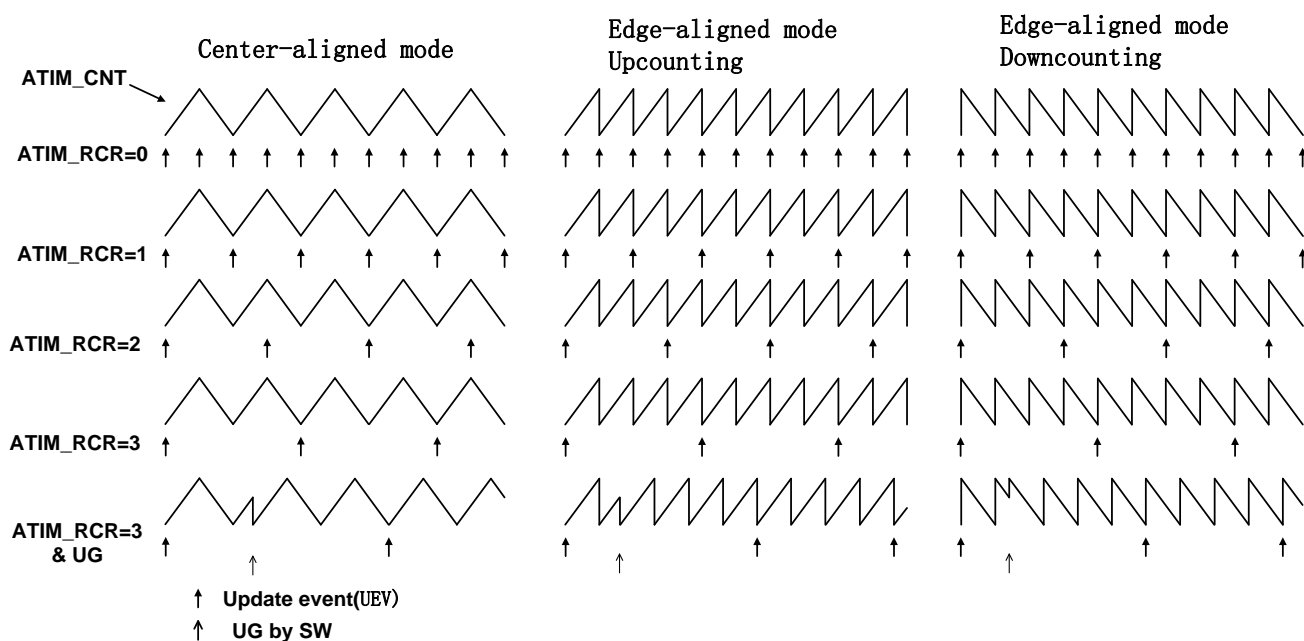 Center-aligned mode
Edge-aligned mode
Upcounting
Edge-aligned mode
Downcounting
ATIM_CNT
ATIM_RCR=0
ATIM_RCR=1
ATIM_RCR=2
ATIM_RCR=3
ATIM_RCR=3
& UG
Update event(UEV)
UG by SW